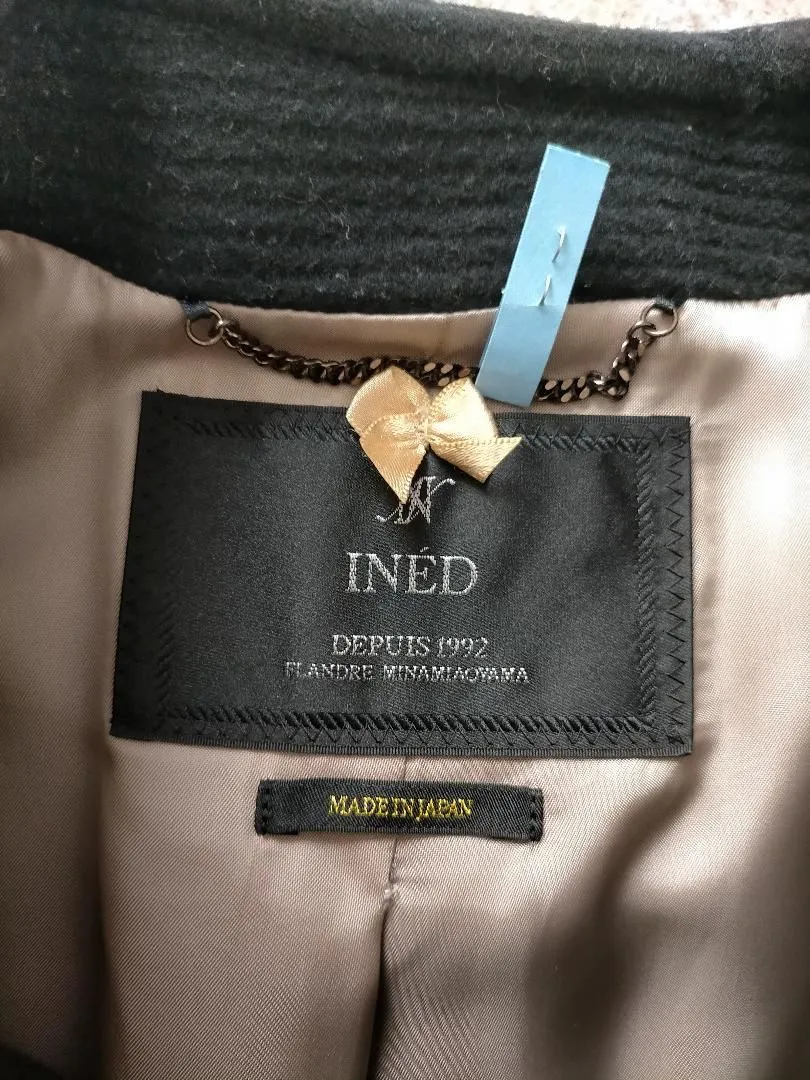 INÉD
DEPUIS 1992
FLANDRE MINAMIAOYAMA
MADE IN JAPAN